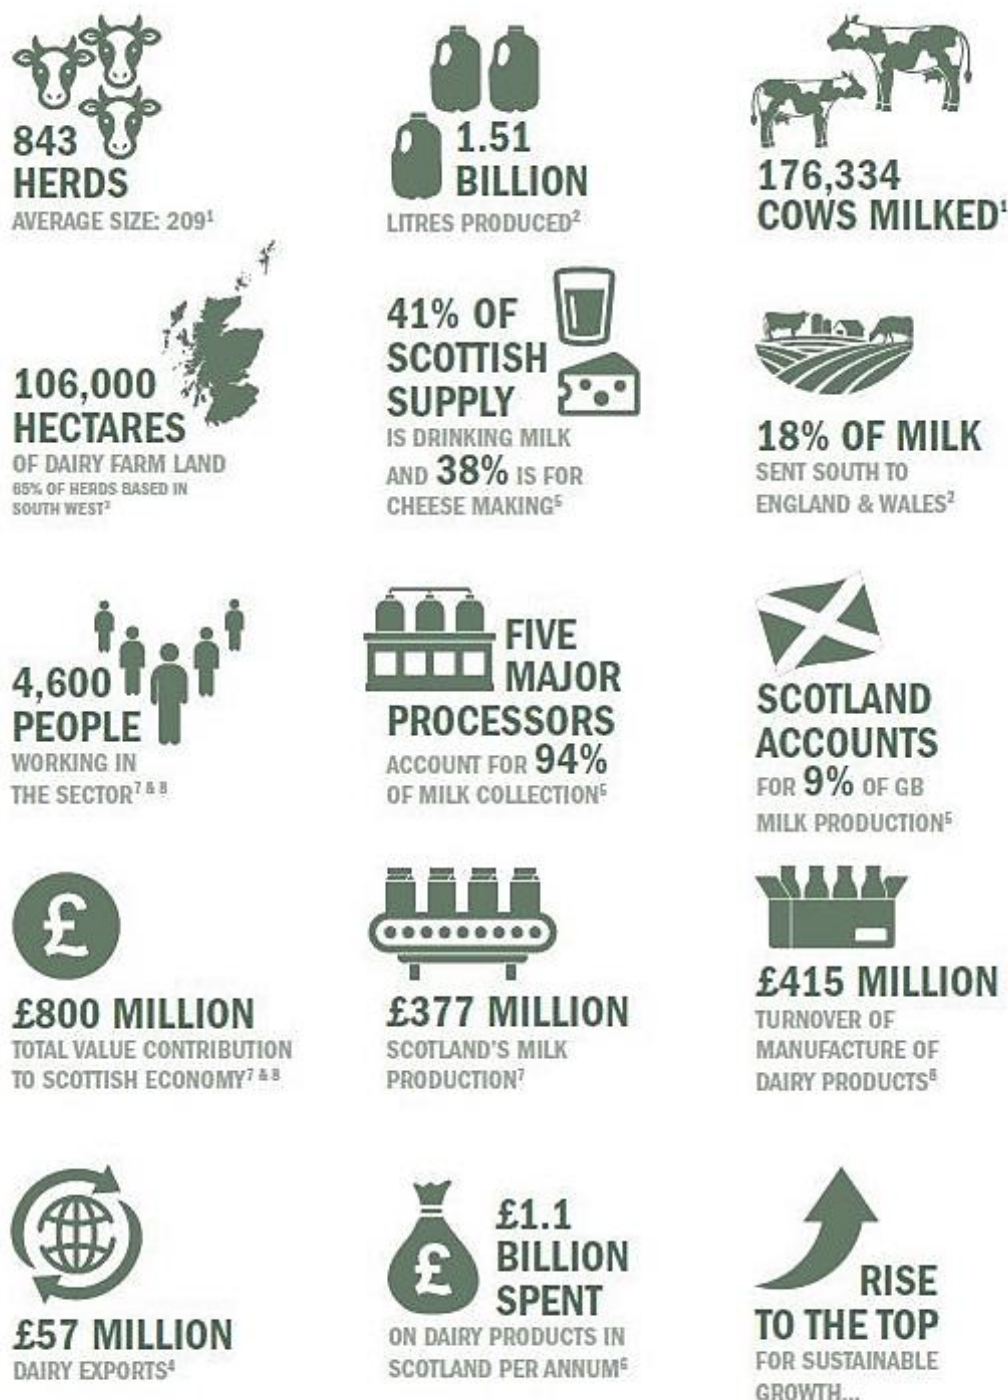 843
HERDS
AVERAGE SIZE: 209¹
1.51
BILLION
LITRES PRODUCED²
176,334
COWS MILKED¹
106,000
HECTARES
OF DAIRY FARM LAND
65% OF HERDS BASED IN
SOUTH WEST³
41% OF
SCOTTISH
SUPPLY
IS DRINKING MILK
AND 38% IS FOR
CHEESE MAKING⁵
18% OF MILK
SENT SOUTH TO
ENGLAND & WALES²
4,600
PEOPLE
WORKING IN
THE SECTOR⁷ ᵃ ⁸
FIVE
MAJOR
PROCESSORS
ACCOUNT FOR 94%
OF MILK COLLECTION⁵
SCOTLAND
ACCOUNTS
FOR 9% OF GB
MILK PRODUCTION⁵
£
£800 MILLION
TOTAL VALUE CONTRIBUTION
TO SCOTTISH ECONOMY⁷ & ⁸
£377 MILLION
SCOTLAND'S MILK
PRODUCTION⁷
£415 MILLION
TURNOVER OF
MANUFACTURE OF
DAIRY PRODUCTS⁸
£57 MILLION
DAIRY EXPORTS⁴
£
£1.1
BILLION
SPENT
ON DAIRY PRODUCTS IN
SCOTLAND PER ANNUM⁶
RISE
TO THE TOP
FOR SUSTAINABLE
GROWTH...